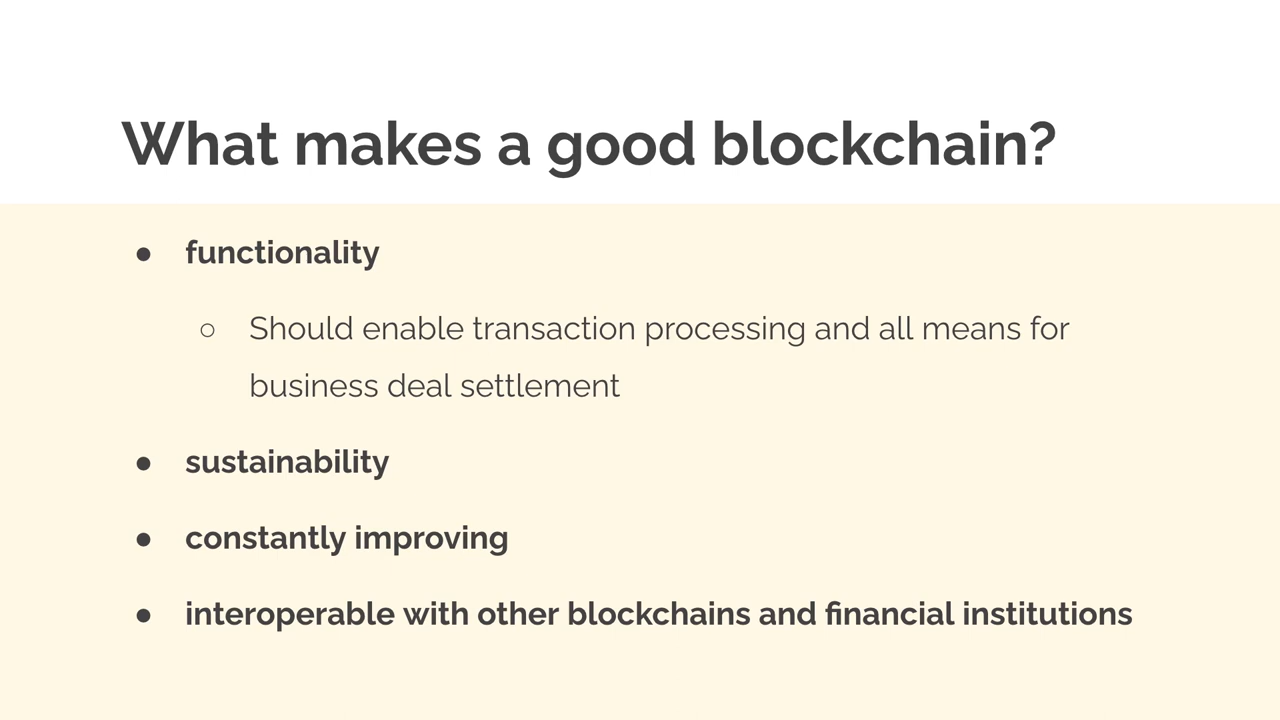 What makes a good blockchain?
● functionality
○ Should enable transaction processing and all means for
business deal settlement
● sustainability
● constantly improving
● interoperable with other blockchains and financial institutions